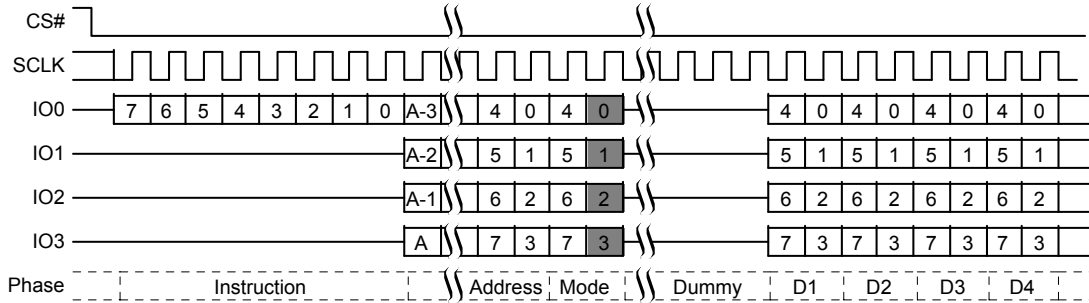 CS#
SCLK
IO0 7 6 5 4 3 2 1 0 A-3 4 0 4 0 4 0 4 0 4 0 4 0
IO1 A-2 5 1 5 1 5 1 5 1 5 1 5 1
IO2 A-1 6 2 6 2 6 2 6 2 6 2 6 2
IO3 A 7 3 7 3 7 3 7 3 7 3 7 3
Phase Instruction Address Mode Dummy D1 D2 D3 D4